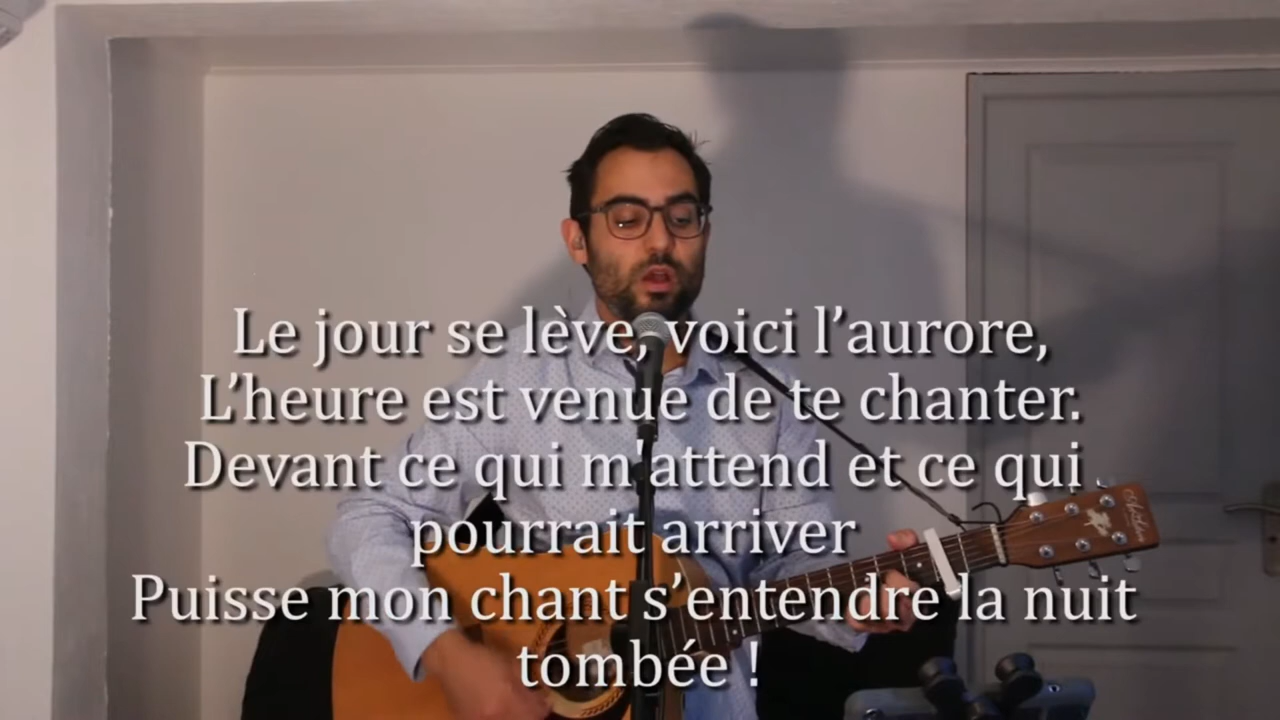 Le jour se lève, voici l’aurore,
L’heure est venue de te chanter.
Devant ce qui m'attend et ce qui
pourrait arriver
Puisse mon chant s’ entendre la nuit
tombée !